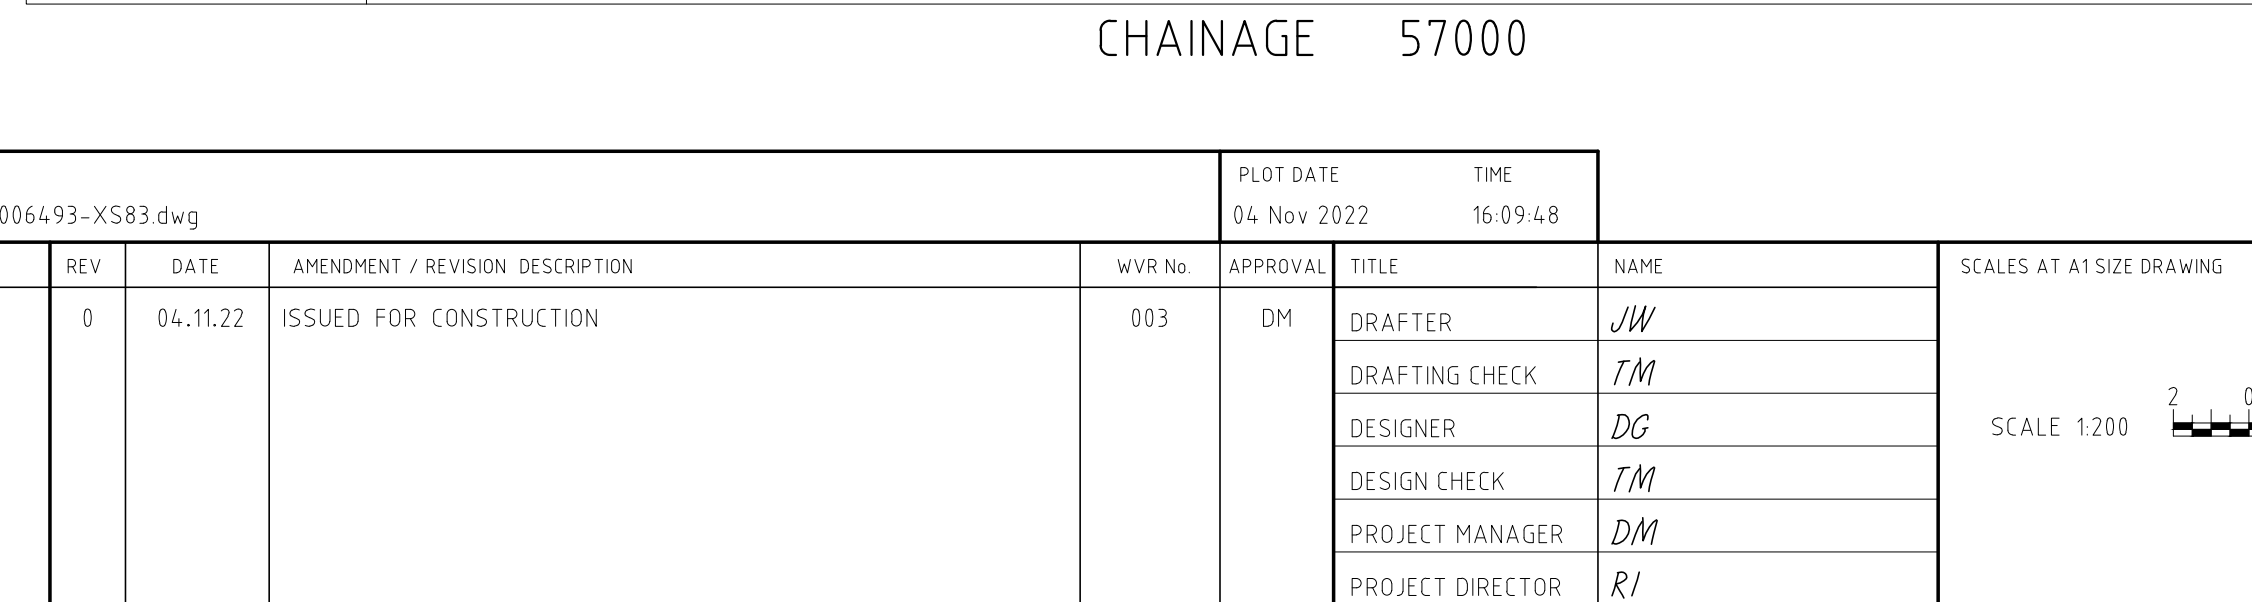 CHAINAGE 57000
PLOT DATE TIME
006493-XS83.dwg 04 Nov 2022 16:09:48
REV DATE AMENDMENT / REVISION DESCRIPTION WVR No. APPROVAL TITLE NAME SCALES AT A1 SIZE DRAWING
0 04.11.22 ISSUED FOR CONSTRUCTION 003 DM DRAFTER JW
DRAFTING CHECK TM
2 0
DESIGNER DG SCALE 1:200
DESIGN CHECK TM
PROJECT MANAGER DM
PROJECT DIRECTOR RI